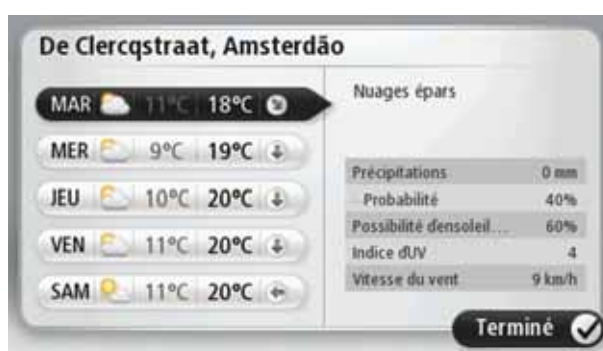 De Clercqstraat, Amsterdão
MAR 11°C 18°C
MER 9°C 19°C
JEU 10°C 20°C
VEN 11°C 20°C
SAM 11°C 20°C
Nuages épars
Précipitations 0 mm
Probabilité 40%
Possibilité densoleil... 60%
Indice dUV 4
Vitesse du vent 9 km/h
Terminé